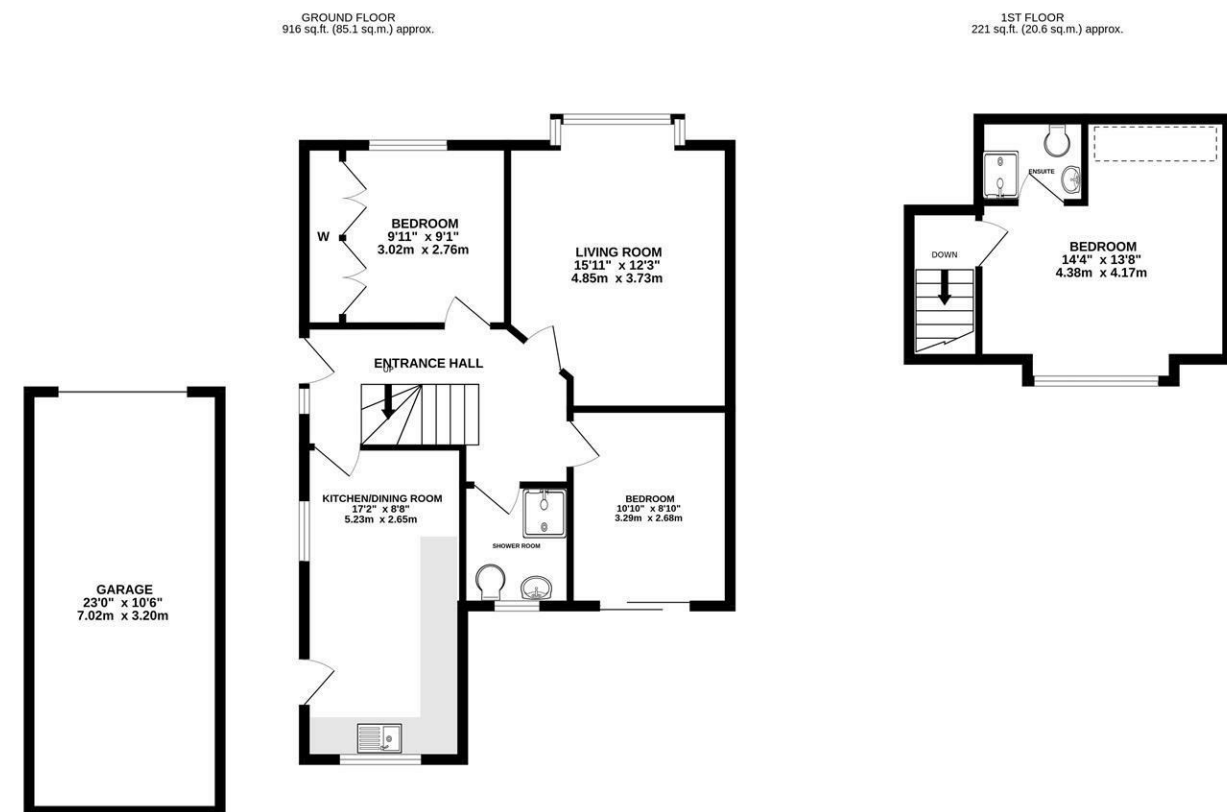 GROUND FLOOR
916 sq.ft. (85.1 sq.m.) approx.
1ST FLOOR
221 sq.ft. (20.6 sq.m.) approx.
BEDROOM
9'11" x 9'1"
3.02m x 2.76m
W
LIVING ROOM
15'11" x 12'3"
4.85m x 3.73m
ENTRANCE HALL
UP
KITCHEN/DINING ROOM
17'2" x 8'8"
5.23m x 2.65m
SHOWER ROOM
BEDROOM
10'10" x 8'10"
3.29m x 2.68m
GARAGE
23'0" x 10'6"
7.02m x 3.20m
ENSUITE
DOWN
BEDROOM
14'4" x 13'8"
4.38m x 4.17m